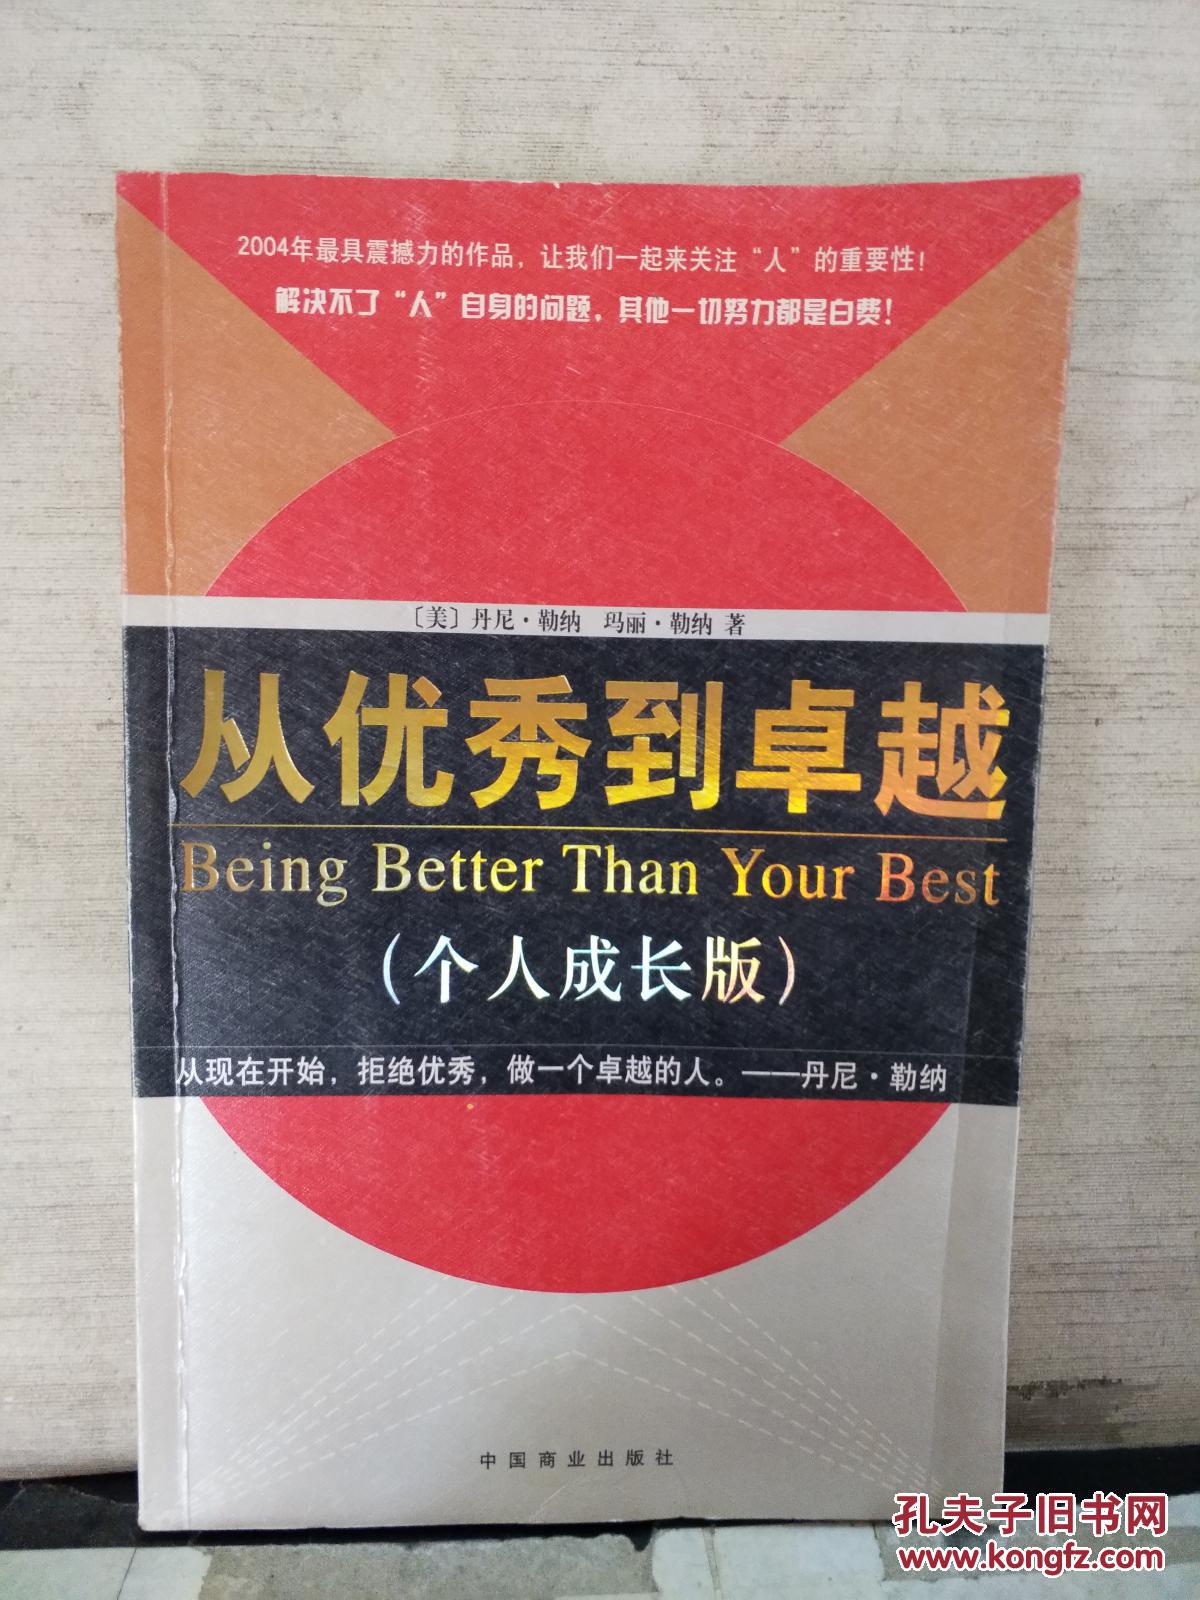 2004年最具震撼力的作品，让我们一起来关注“人”的重要性！
解决不了“人”自身的问题，其他一切努力都是白费！
〔美〕丹尼·勒纳　玛丽·勒纳 著
从优秀到卓越
Being Better Than Your Best
（个人成长版）
从现在开始，拒绝优秀，做一个卓越的人。——丹尼·勒纳
中国商业出版社
孔夫子旧书网
www.kongfz.com